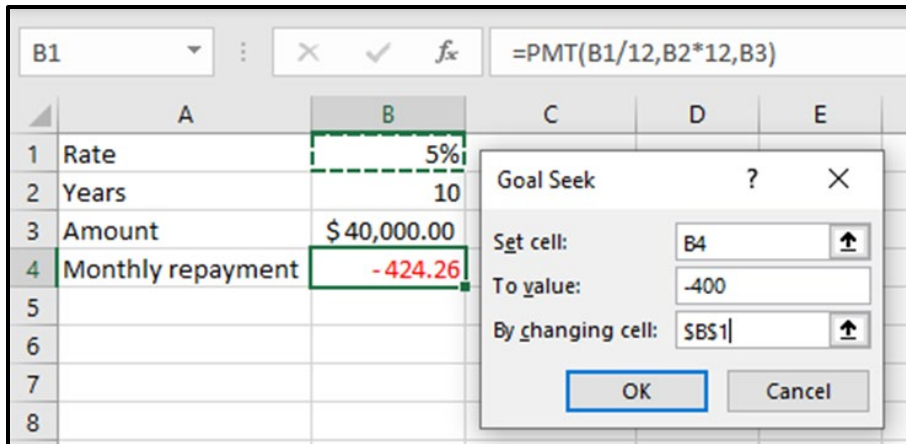 B1 fx =PMT(B1/12,B2*12,B3)
A B C D E
1 Rate 5%
2 Years 10
3 Amount $40,000.00
4 Monthly repayment -424.26
5
6
7
8
Goal Seek ? X
Set cell: B4
To value: -400
By changing cell: $B$1
OK Cancel